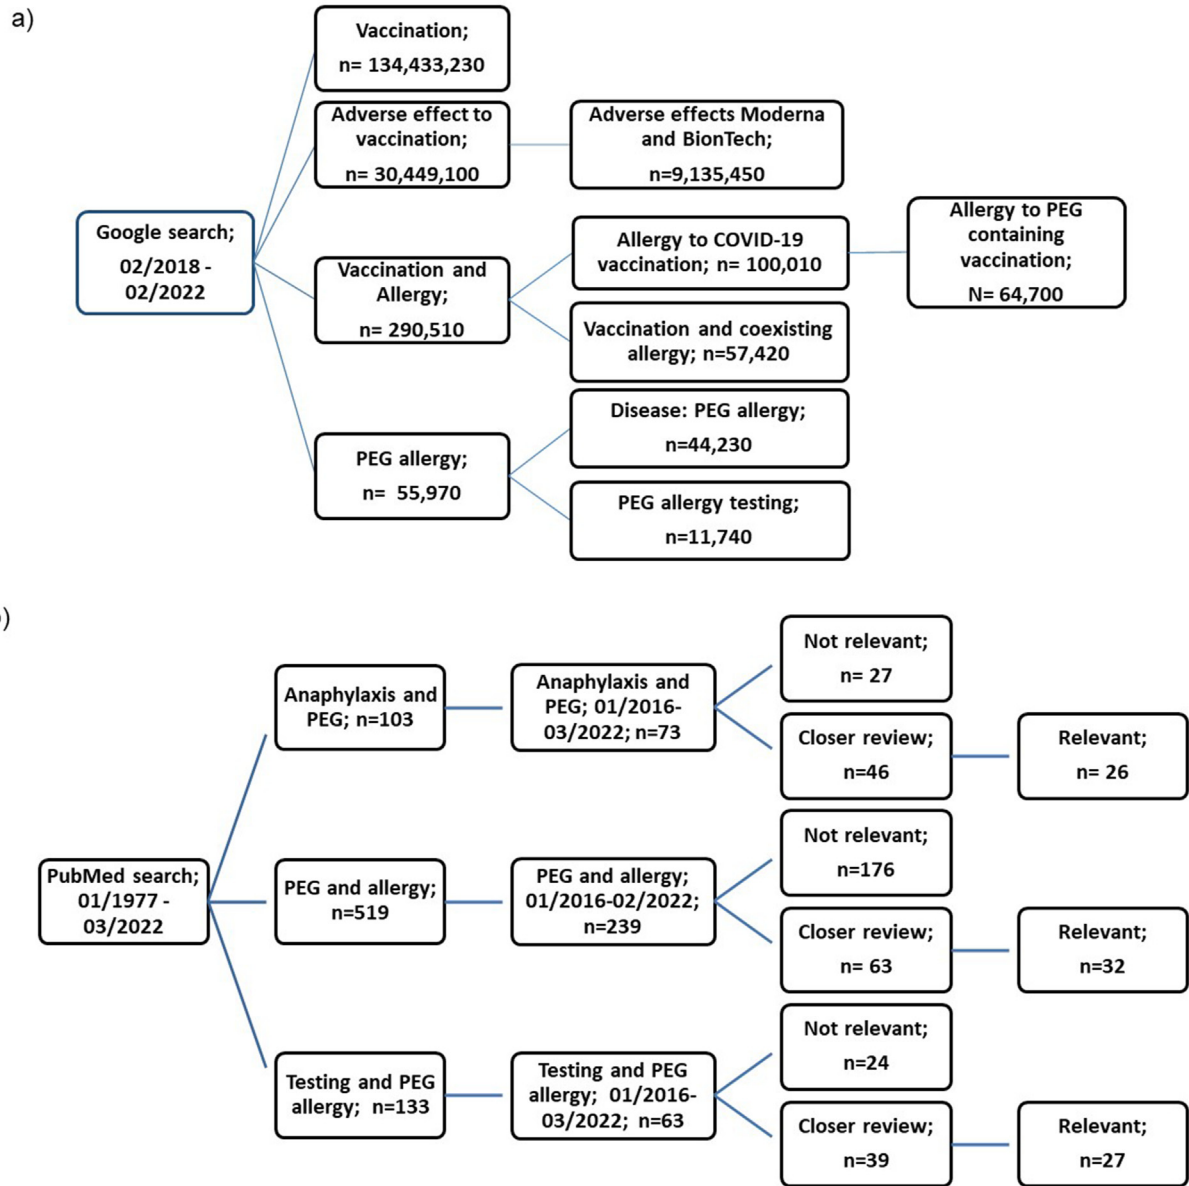 a)
Vaccination;
n= 134,433,230
Adverse effect to
vaccination;
n= 30,449,100
Adverse effects Moderna
and BionTech;
n=9,135,450
Google search;
02/2018 -
02/2022
Vaccination and
Allergy;
n= 290,510
Allergy to COVID-19
vaccination; n= 100,010
Allergy to PEG
containing
vaccination;
N= 64,700
Vaccination and coexisting
allergy; n=57,420
PEG allergy;
n= 55,970
Disease: PEG allergy;
n=44,230
PEG allergy testing;
n=11,740
)
PubMed search;
01/1977 -
03/2022
Anaphylaxis and
PEG; n=103
Anaphylaxis and
PEG; 01/2016-
03/2022; n=73
Not relevant;
n= 27
Closer review;
n=46
Relevant;
n= 26
PEG and allergy;
n=519
PEG and allergy;
01/2016-02/2022;
n=239
Not relevant;
n=176
Closer review;
n= 63
Relevant;
n=32
Testing and PEG
allergy; n=133
Testing and PEG
allergy; 01/2016-
03/2022; n=63
Not relevant;
n=24
Closer review;
n=39
Relevant;
n=27